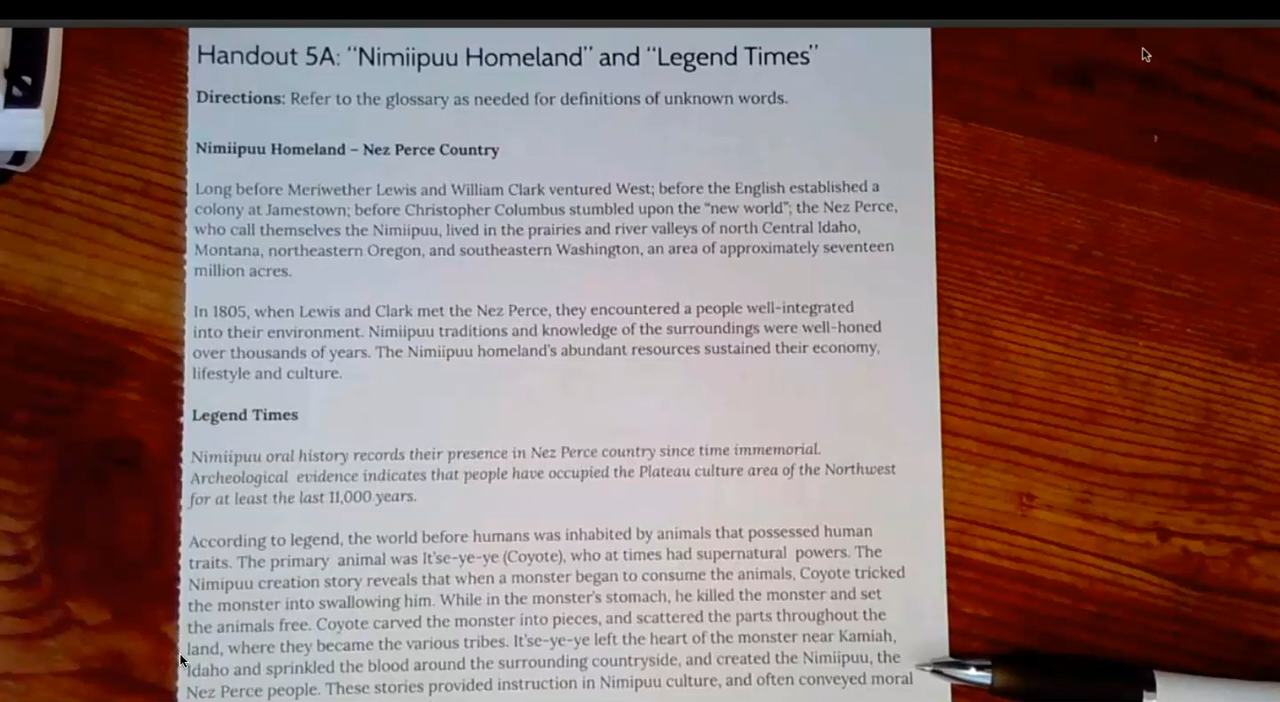 Handout 5A: “Nimiipuu Homeland” and “Legend Times”
Directions: Refer to the glossary as needed for definitions of unknown words.
Nimiipuu Homeland – Nez Perce Country
Long before Meriwether Lewis and William Clark ventured West; before the English established a
colony at Jamestown; before Christopher Columbus stumbled upon the “new world”; the Nez Perce,
who call themselves the Nimiipuu, lived in the prairies and river valleys of north Central Idaho,
Montana, northeastern Oregon, and southeastern Washington, an area of approximately seventeen
million acres.
In 1805, when Lewis and Clark met the Nez Perce, they encountered a people well-integrated
into their environment. Nimiipuu traditions and knowledge of the surroundings were well-honed
over thousands of years. The Nimiipuu homeland's abundant resources sustained their economy,
lifestyle and culture.
Legend Times
Nimiipuu oral history records their presence in Nez Perce country since time immemorial.
Archeological evidence indicates that people have occupied the Plateau culture area of the Northwest
for at least the last 11,000 years.
According to legend, the world before humans was inhabited by animals that possessed human
traits. The primary animal was It'se-ye-ye (Coyote), who at times had supernatural powers. The
Nimipuu creation story reveals that when a monster began to consume the animals, Coyote tricked
the monster into swallowing him. While in the monster's stomach, he killed the monster and set
the animals free. Coyote carved the monster into pieces, and scattered the parts throughout the
land, where they became the various tribes. It'se-ye-ye left the heart of the monster near Kamiah,
Idaho and sprinkled the blood around the surrounding countryside, and created the Nimiipuu, the
Nez Perce people. These stories provided instruction in Nimipuu culture, and often conveyed moral